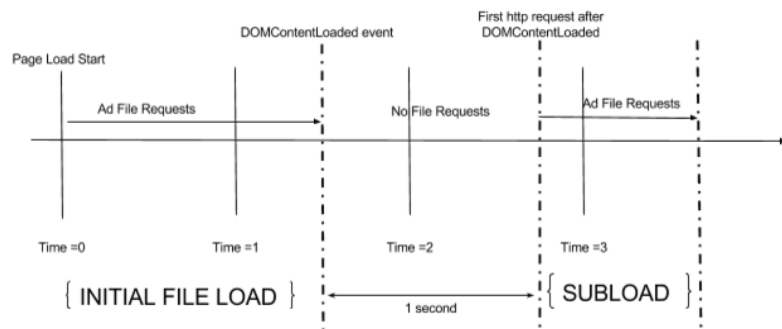 First http request after
DOMContentLoaded event
DOMContentLoaded
Page Load Start
Ad File Requests
No File Requests
Ad File Requests
Time =0
Time =1
Time =2
Time =3
{ INITIAL FILE LOAD }
{ SUBLOAD }
1 second